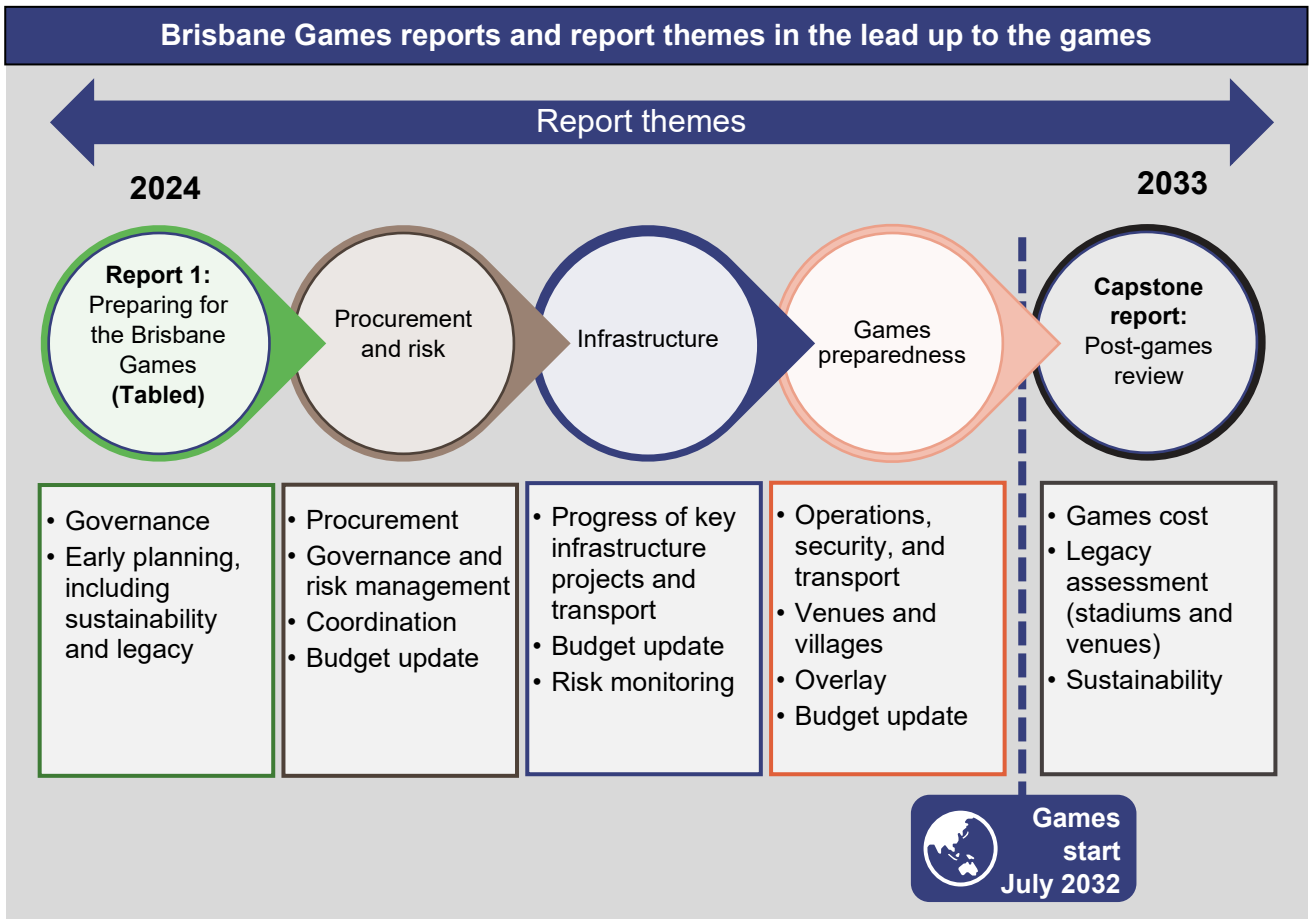 Brisbane Games reports and report themes in the lead up to the games
Report themes
2024
2033
Report 1:
Preparing for
the Brisbane
Games
(Tabled)
Procurement
and risk
Infrastructure
Games
preparedness
Capstone
report:
Post-games
review
• Governance
• Early planning,
including
sustainability
and legacy
• Procurement
• Governance and
risk management
• Coordination
• Budget update
• Progress of key
infrastructure
projects and
transport
• Budget update
• Risk monitoring
• Operations,
security, and
transport
• Venues and
villages
• Overlay
• Budget update
• Games cost
• Legacy
assessment
(stadiums and
venues)
• Sustainability
Games
start
July 2032